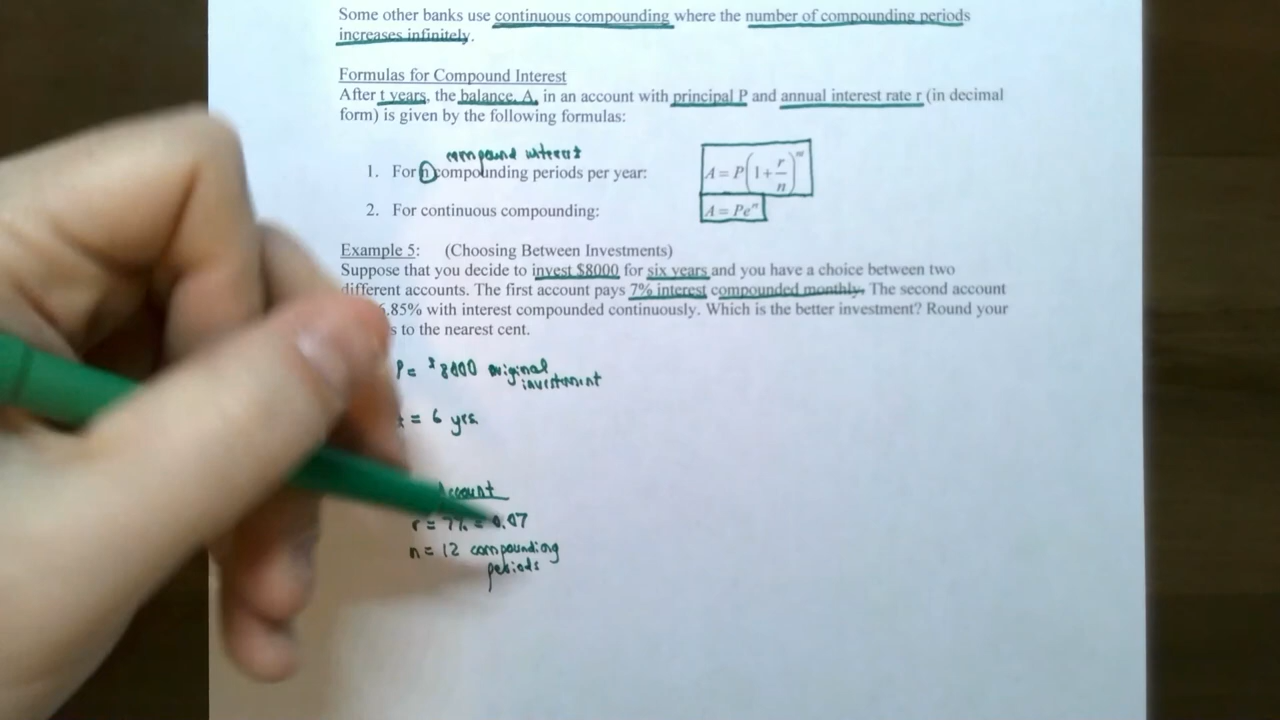 Some other banks use continuous compounding where the number of compounding periods
increases infinitely.
Formulas for Compound Interest
After t years, the balance, A, in an account with principal P and annual interest rate r (in decimal
form) is given by the following formulas:
compound interest
1. For n compounding periods per year:
A = P(1 + r/n)^nt
2. For continuous compounding:
A = Pe^rt
Example 5: (Choosing Between Investments)
Suppose that you decide to invest $8000 for six years and you have a choice between two
different accounts. The first account pays 7% interest compounded monthly. The second account
.85% with interest compounded continuously. Which is the better investment? Round your
s to the nearest cent.
P = $8000 original
investment
t = 6 yrs.
Account
r = 7% = 0.07
n = 12 compounding
periods